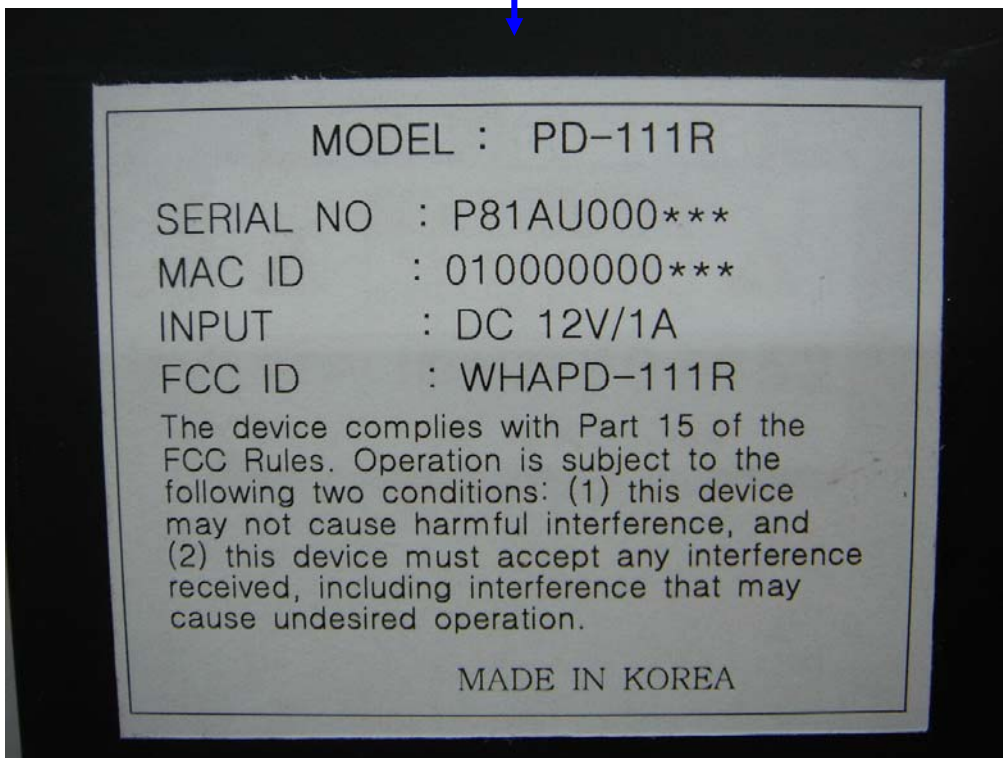 MODEL : PD-111R
SERIAL NO : P81AU000***
MAC ID : 010000000***
INPUT : DC 12V/1A
FCC ID : WHAPD-111R
The device complies with Part 15 of the
FCC Rules. Operation is subject to the
following two conditions: (1) this device
may not cause harmful interference, and
(2) this device must accept any interference
received, including interference that may
cause undesired operation.
MADE IN KOREA